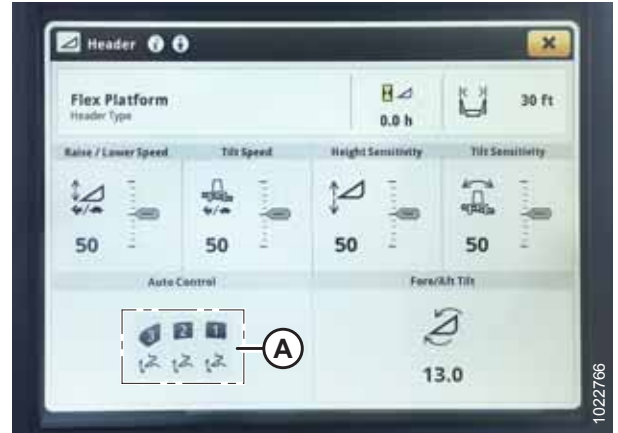 Header
Flex Platform
Header Type
0.0 h
30 ft
Raise / Lower Speed
Tilt Speed
Height Sensitivity
Tilt Sensitivity
50
50
50
50
Auto Control
Fore/Aft Tilt
3 2 1
A
13.0
1022766